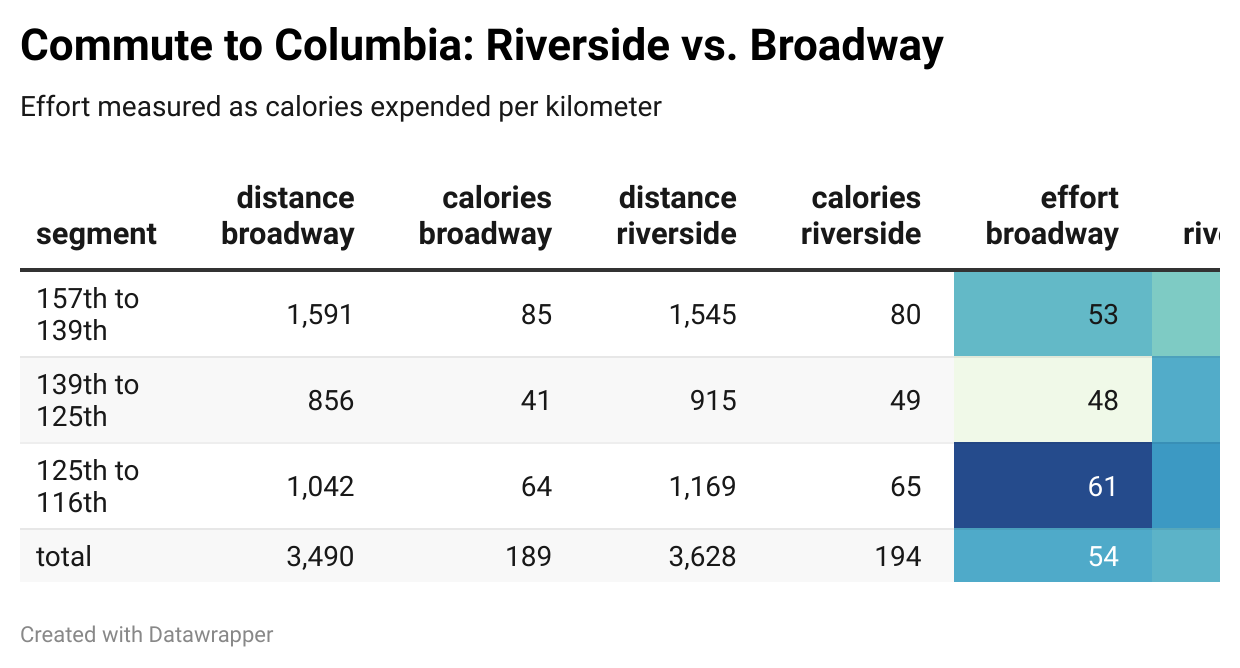 Commute to Columbia: Riverside vs. Broadway
Effort measured as calories expended per kilometer
segment distance broadway calories broadway distance riverside calories riverside effort broadway
157th to 139th 1,591 85 1,545 80 53
139th to 125th 856 41 915 49 48
125th to 116th 1,042 64 1,169 65 61
total 3,490 189 3,628 194 54
Created with Datawrapper